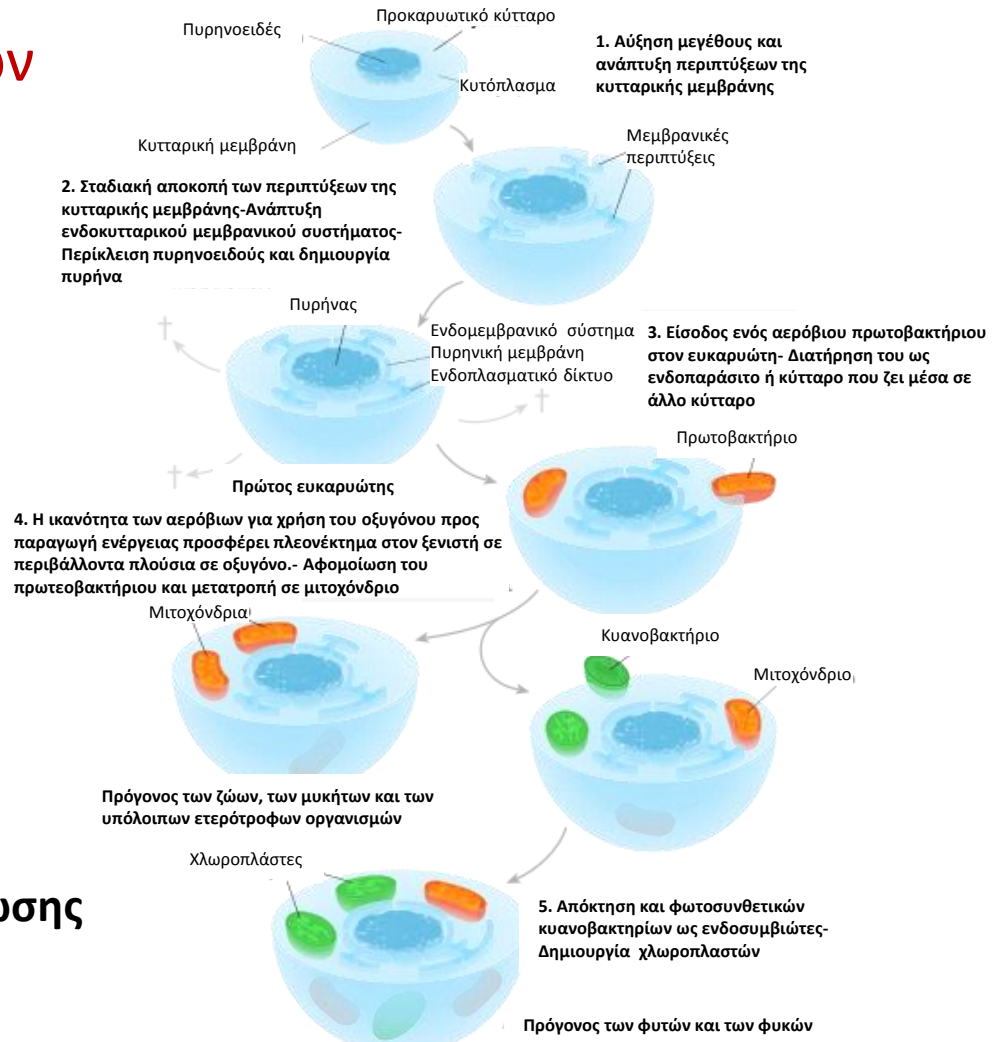 ων
Προκαρυωτικό κύτταρο
Πυρηνοειδές
1. Αύξηση μεγέθους και
ανάπτυξη περιπτύξεων της
κυτταρικής μεμβράνης
Κυτόπλασμα
Κυτταρική μεμβράνη
Μεμβρανικές
περιπτύξεις
2. Σταδιακή αποκοπή των περιπτύξεων της
κυτταρικής μεμβράνης-Ανάπτυξη
ενδοκυτταρικού μεμβρανικού συστήματος-
Περίκλειση πυρηνοειδούς και δημιουργία
πυρήνα
Πυρήνας
Ενδομεμβρανικό σύστημα
Πυρηνική μεμβράνη
Ενδοπλασματικό δίκτυο
3. Είσοδος ενός αερόβιου πρωτοβακτήριου
στον ευκαρυώτη- Διατήρηση του ως
ενδοπαράσιτο ή κύτταρο που ζει μέσα σε
άλλο κύτταρο
Πρωτοβακτήριο
Πρώτος ευκαρυώτης
4. Η ικανότητα των αερόβιων για χρήση του οξυγόνου προς
παραγωγή ενέργειας προσφέρει πλεονέκτημα στον ξενιστή σε
περιβάλλοντα πλούσια σε οξυγόνο.- Αφομοίωση του
πρωτεοβακτήριου και μετατροπή σε μιτοχόνδριο
Μιτοχόνδρια
Κυανοβακτήριο
Μιτοχόνδριο
Πρόγονος των ζώων, των μυκήτων και των
υπόλοιπων ετερότροφων οργανισμών
Χλωροπλάστες
ωσης
5. Απόκτηση και φωτοσυνθετικών
κυανοβακτηρίων ως ενδοσυμβιώτες-
Δημιουργία χλωροπλαστών
Πρόγονος των φυτών και των φυκών